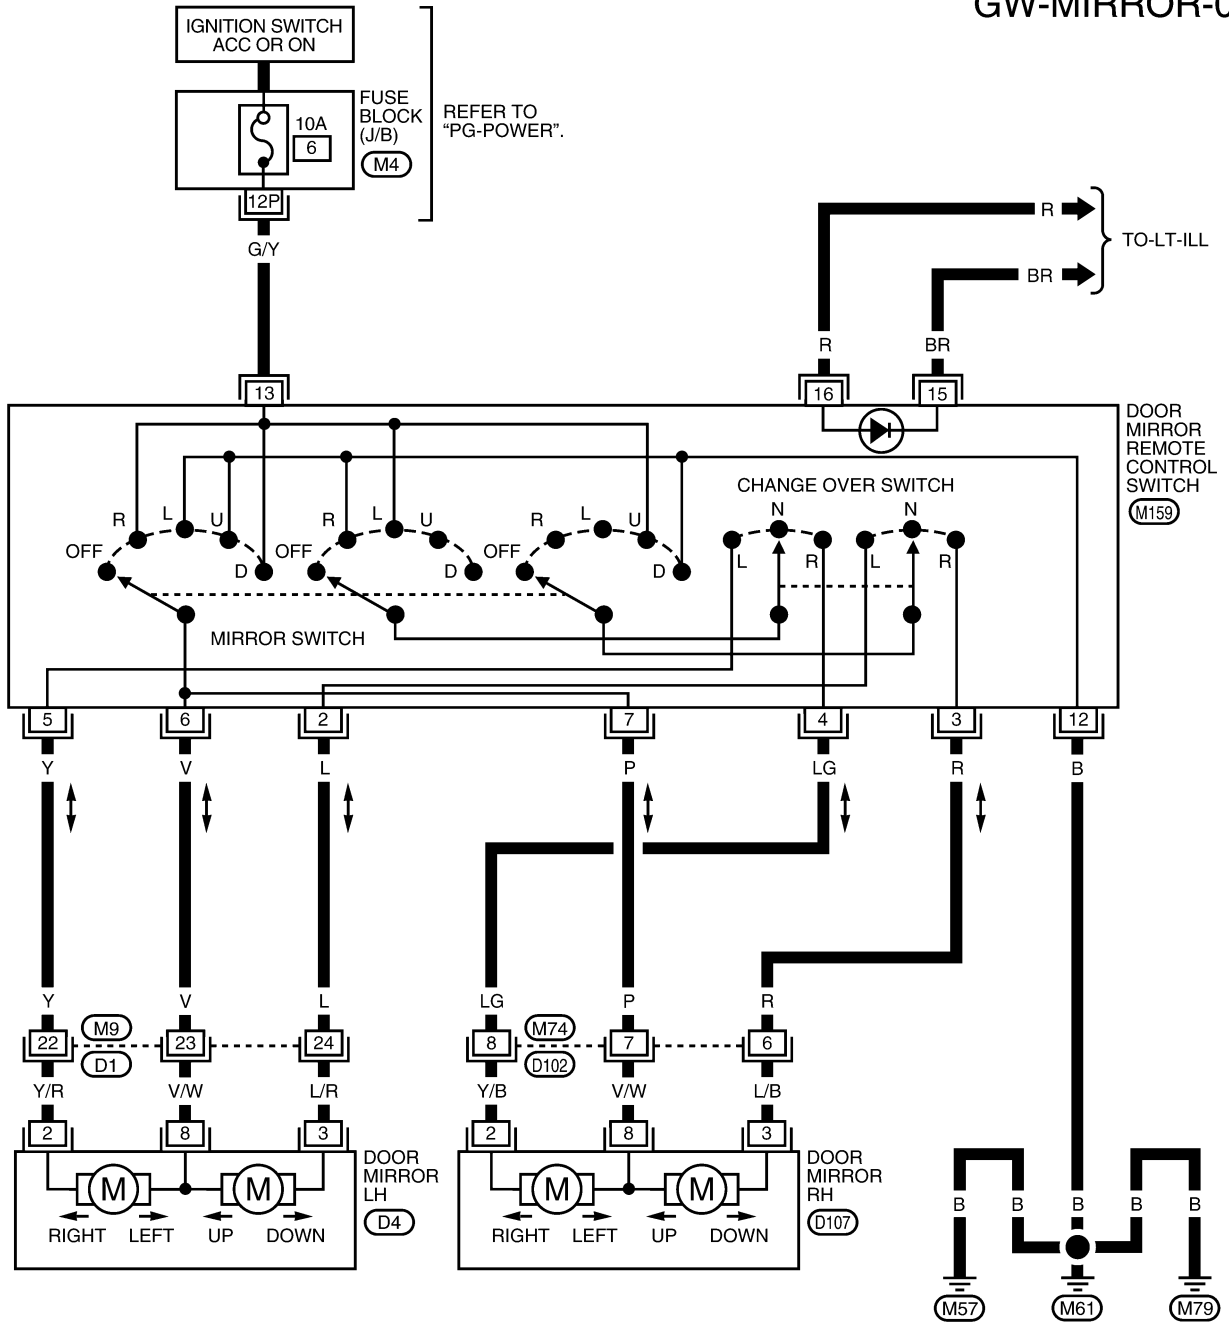 GW-MIRROR-0
IGNITION SWITCH
ACC OR ON
FUSE
BLOCK
(J/B)
M4
10A
6
REFER TO
“PG-POWER”.
12P
G/Y
R
TO-LT-ILL
BR
R BR
13 16 15
DOOR
MIRROR
REMOTE
CONTROL
SWITCH
M159
CHANGE OVER SWITCH
OFF R L U D
OFF R L U D
OFF R L U D
L N R
L N R
MIRROR SWITCH
5 6 2 7 4 3 12
Y V L P LG R B
Y V L LG P R
22 M9 23 24 8 M74 7 6
D1 D102
Y/R V/W L/R Y/B V/W L/B
2 8 3 2 8 3
DOOR
MIRROR
LH
D4
M M
RIGHT LEFT UP DOWN
DOOR
MIRROR
RH
D107
M M
RIGHT LEFT UP DOWN
B B B B B
M57 M61 M79